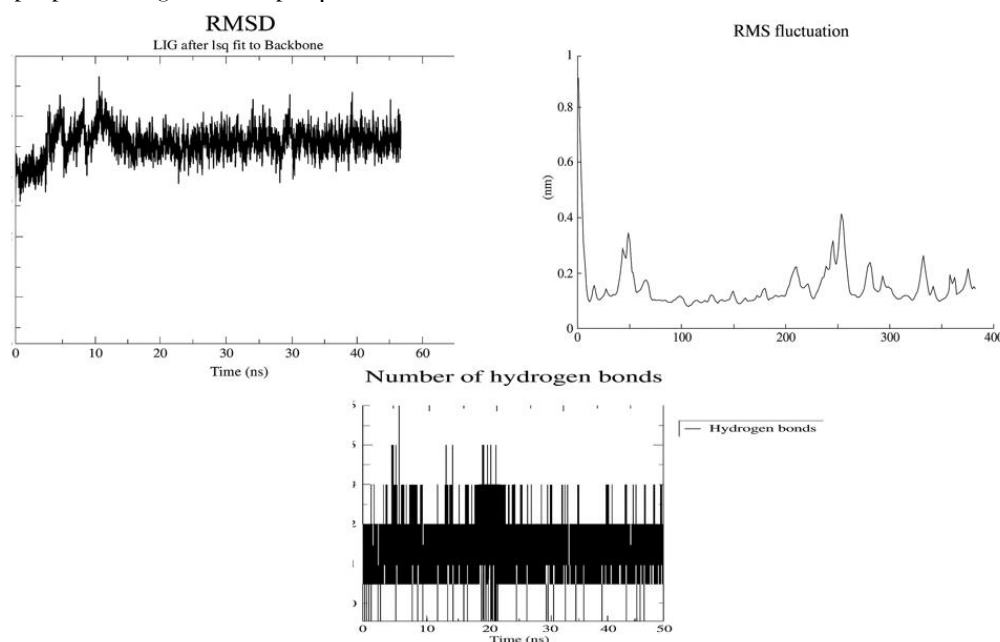 RMSD
LIG after lsq fit to Backbone
0 10 20 30 30 40 50 60
Time (ns)
RMS fluctuation
1
0.8
0.6
0.4
0.2
0
(nm)
0 100 200 300 400
Number of hydrogen bonds
Hydrogen bonds
0 10 20 30 40 50
Time (ns)